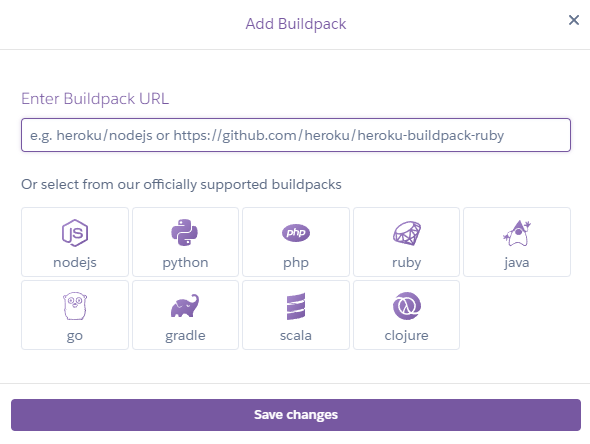 Add Buildpack
Enter Buildpack URL
e.g. heroku/nodejs or https://github.com/heroku/heroku-buildpack-ruby
Or select from our officially supported buildpacks
JS php
nodejs python php ruby java
go gradle scala clojure
Save changes